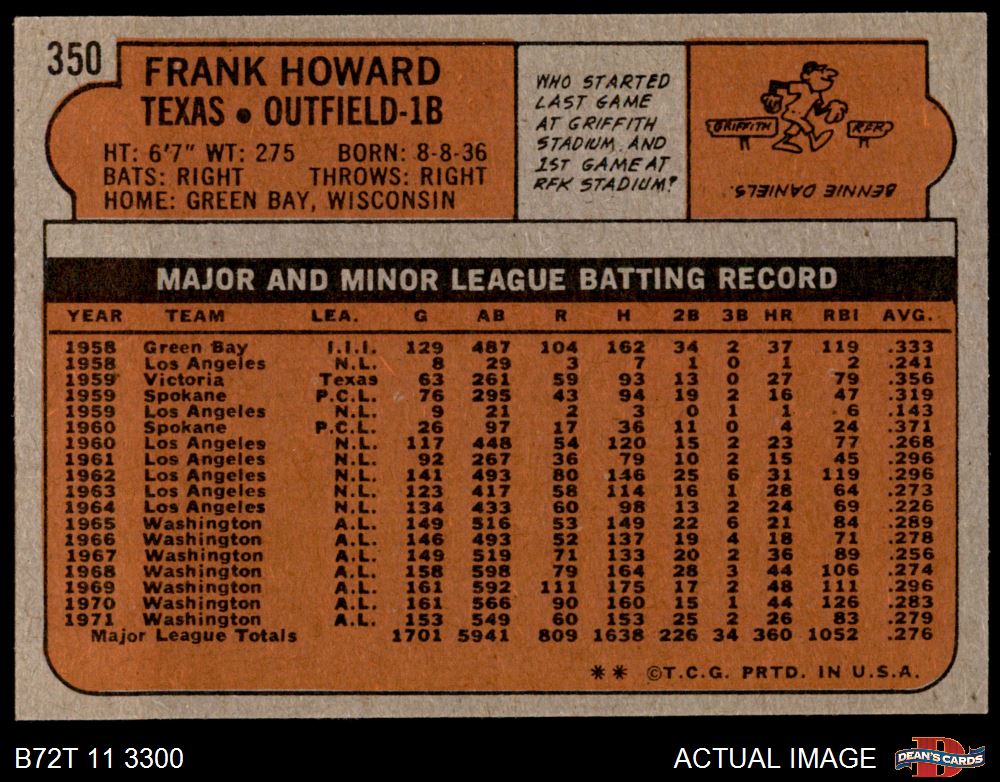 350
FRANK HOWARD
TEXAS • OUTFIELD-1B
HT: 6'7" WT: 275 BORN: 8-8-36
BATS: RIGHT THROWS: RIGHT
HOME: GREEN BAY, WISCONSIN
WHO STARTED
LAST GAME
AT GRIFFITH
STADIUM AND
1ST GAME AT
RFK STADIUM?
GRIFFITH
RFK
BENNIE DANIELS.
MAJOR AND MINOR LEAGUE BATTING RECORD
YEAR TEAM LEA. G AB R H 2B 3B HR RBI AVG.
1958 Green Bay I.I.I. 129 487 104 162 34 2 37 119 .333
1958 Los Angeles N.L. 8 29 3 7 1 0 1 2 .241
1959 Victoria Texas 63 261 59 93 13 0 27 79 .356
1959 Spokane P.C.L. 76 295 43 94 19 2 16 47 .319
1959 Los Angeles N.L. 9 21 2 3 0 1 1 6 .143
1960 Spokane P.C.L. 26 97 17 36 11 0 4 24 .371
1960 Los Angeles N.L. 117 448 54 120 15 2 23 77 .268
1961 Los Angeles N.L. 92 267 36 79 10 2 15 45 .296
1962 Los Angeles N.L. 141 493 80 146 25 6 31 119 .296
1963 Los Angeles N.L. 123 417 58 114 16 1 28 64 .273
1964 Los Angeles N.L. 134 433 60 98 13 2 24 69 .226
1965 Washington A.L. 149 516 53 149 22 6 21 84 .289
1966 Washington A.L. 146 493 52 137 19 4 18 71 .278
1967 Washington A.L. 149 519 71 133 20 2 36 89 .256
1968 Washington A.L. 158 598 79 164 28 3 44 106 .274
1969 Washington A.L. 161 592 111 175 17 2 48 111 .296
1970 Washington A.L. 161 566 90 160 15 1 44 126 .283
1971 Washington A.L. 153 549 60 153 25 2 26 83 .279
Major League Totals 1701 5941 809 1638 226 34 360 1052 .276
** ©T.C.G. PRTD. IN U.S.A.
B72T 11 3300
ACTUAL IMAGE
D
DEAN'S CARDS